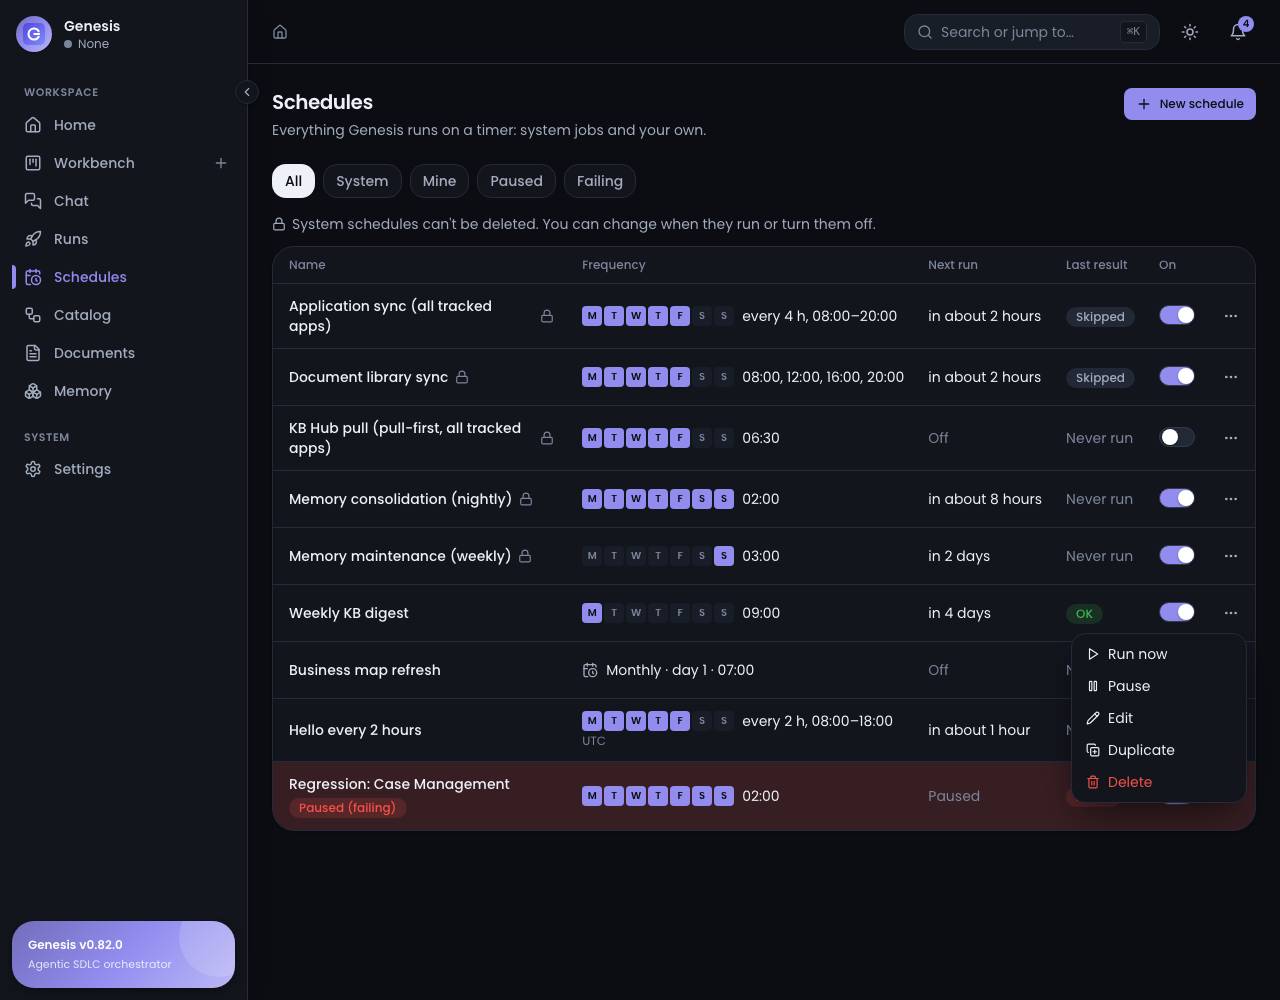 Genesis
None
Search or jump to...
⌘K
4
WORKSPACE
Home
Workbench
Chat
Runs
Schedules
Catalog
Documents
Memory
SYSTEM
Settings
Genesis v0.82.0
Agentic SDLC orchestrator
Schedules
Everything Genesis runs on a timer: system jobs and your own.
New schedule
All System Mine Paused Failing
System schedules can't be deleted. You can change when they run or turn them off.
Name Frequency Next run Last result On
Application sync (all tracked
apps)
M T W T F S S every 4 h, 08:00–20:00 in about 2 hours Skipped
Document library sync M T W T F S S 08:00, 12:00, 16:00, 20:00 in about 2 hours Skipped
KB Hub pull (pull-first, all tracked
apps)
M T W T F S S 06:30 Off Never run
Memory consolidation (nightly) M T W T F S S 02:00 in about 8 hours Never run
Memory maintenance (weekly) M T W T F S S 03:00 in 2 days Never run
Weekly KB digest M T W T F S S 09:00 in 4 days OK
Business map refresh Monthly · day 1 · 07:00 Off
Hello every 2 hours M T W T F S S every 2 h, 08:00–18:00 in about 1 hour
UTC
Regression: Case Management
Paused (failing)
M T W T F S S 02:00 Paused
Run now
Pause
Edit
Duplicate
Delete